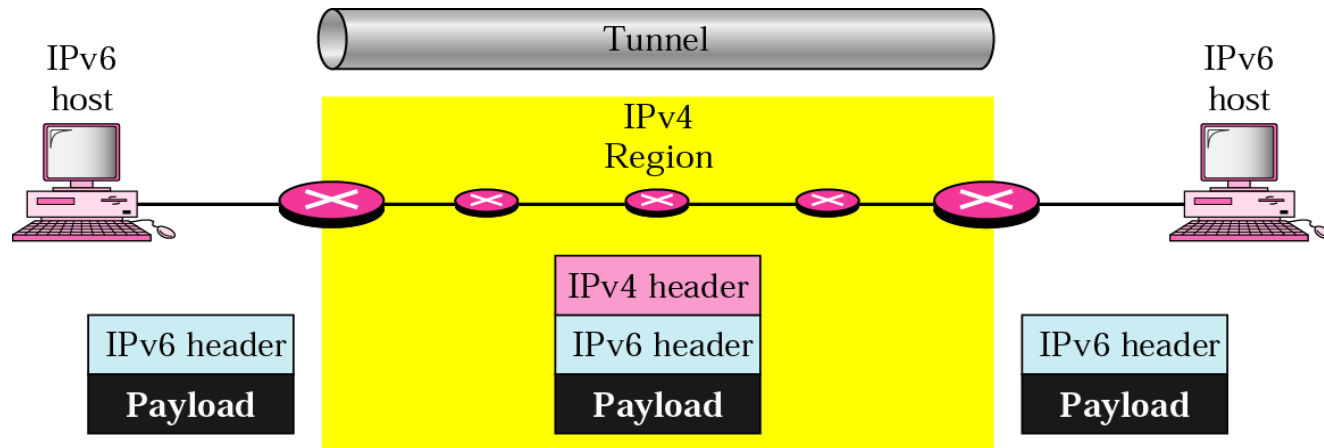 Tunnel
IPv6
host
IPv4
Region
IPv6
host
IPv6 header
Payload
IPv4 header
IPv6 header
Payload
IPv6 header
Payload